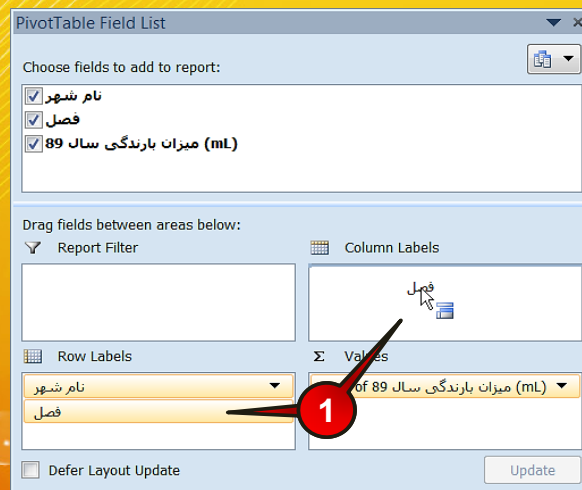 PivotTable Field List
Choose fields to add to report:
نام شهر
فصل
میزان بارندگی سال 89 (mL)
Drag fields between areas below:
Report Filter
Column Labels
فصل
Row Labels
Σ Values
نام شهر
of میزان بارندگی سال 89 (mL)
فصل
1
Defer Layout Update
Update